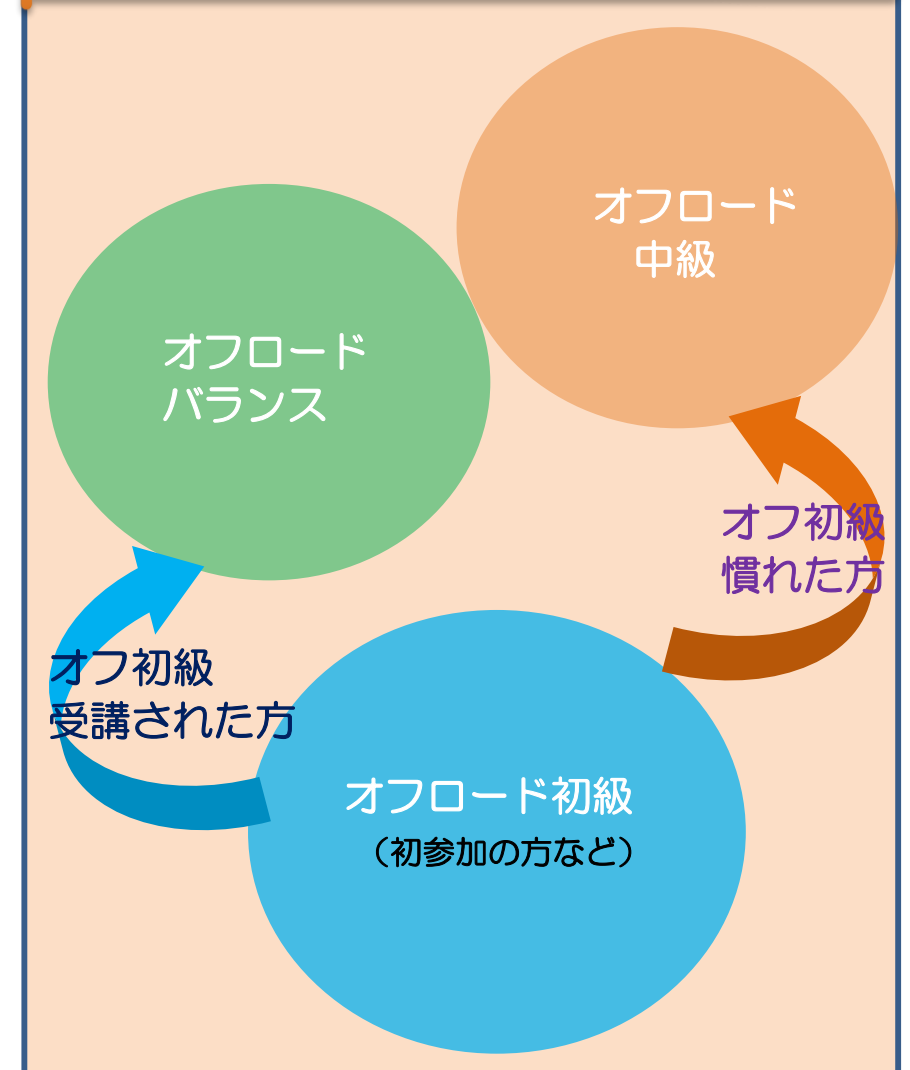 オフロード
中級
オフロード
バランス
オフ初級
慣れた方
オフ初級
受講された方
オフロード初級
（初参加の方など）